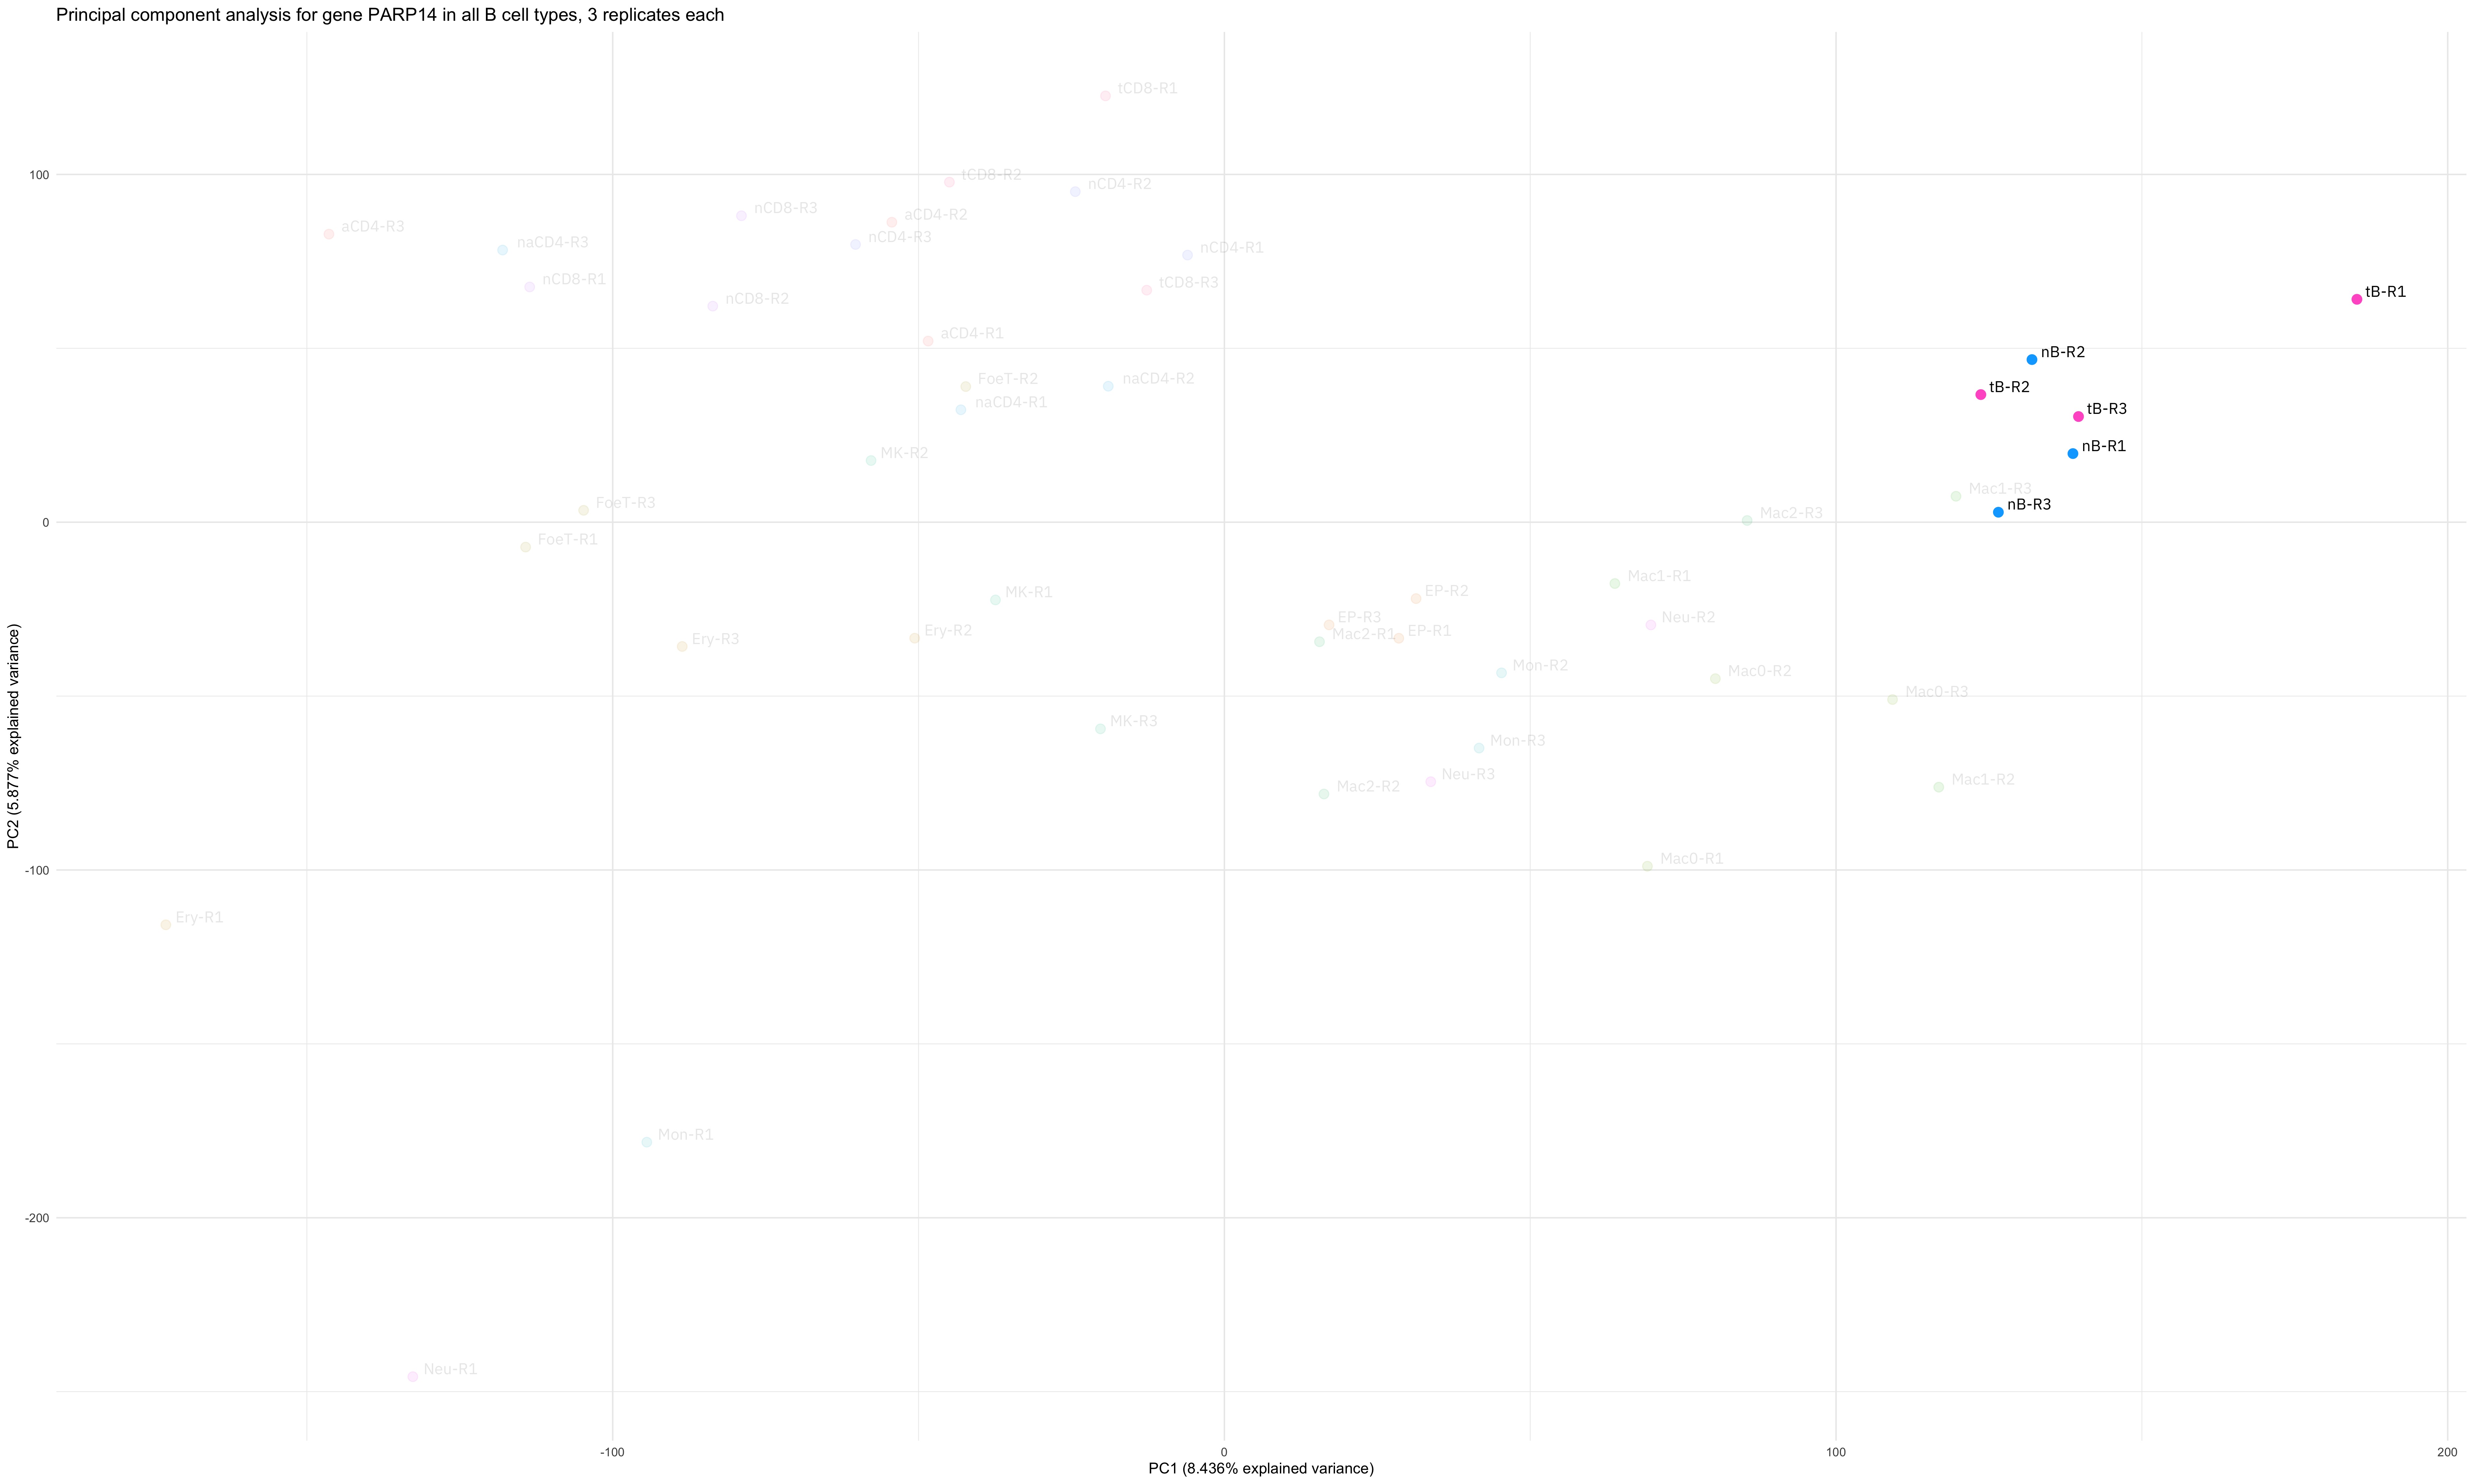 Principal component analysis for gene PARP14 in all B cell types, 3 replicates each
tCD8-R1
100
tCD8-R2
nCD4-R2
nCD8-R3
aCD4-R2
aCD4-R3
nCD4-R3
naCD4-R3
nCD4-R1
nCD8-R1
tCD8-R3
tB-R1
nCD8-R2
aCD4-R1
nB-R2
FoeT-R2
naCD4-R2
tB-R2
naCD4-R1
tB-R3
nB-R1
MK-R2
Mac1-R3
FoeT-R3
nB-R3
Mac2-R3
0
FoeT-R1
Mac1-R1
MK-R1
EP-R2
EP-R3
Neu-R2
Ery-R2
Mac2-R1
EP-R1
Ery-R3
Mon-R2
Mac0-R2
Mac0-R3
MK-R3
Mon-R3
Neu-R3
Mac2-R2
Mac1-R2
Mac0-R1
-100
Ery-R1
Mon-R1
-200
Neu-R1
-100
0
100
200
PC1 (8.436% explained variance)
PC2 (5.877% explained variance)